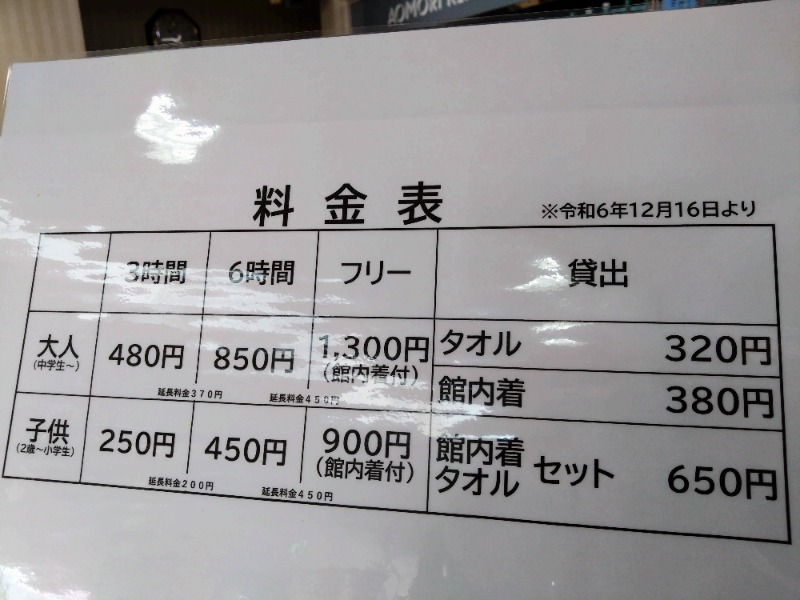 AOMORI
料金表
※令和6年12月16日より
3時間 6時間 フリー 貸出
大人
(中学生～)
480円 850円 1,300円
(館内着付)
延長料金370円 延長料金450円
タオル 320円
館内着 380円
子供
(2歳～小学生)
250円 450円 900円
(館内着付)
延長料金200円 延長料金450円
館内着
タオル セット 650円